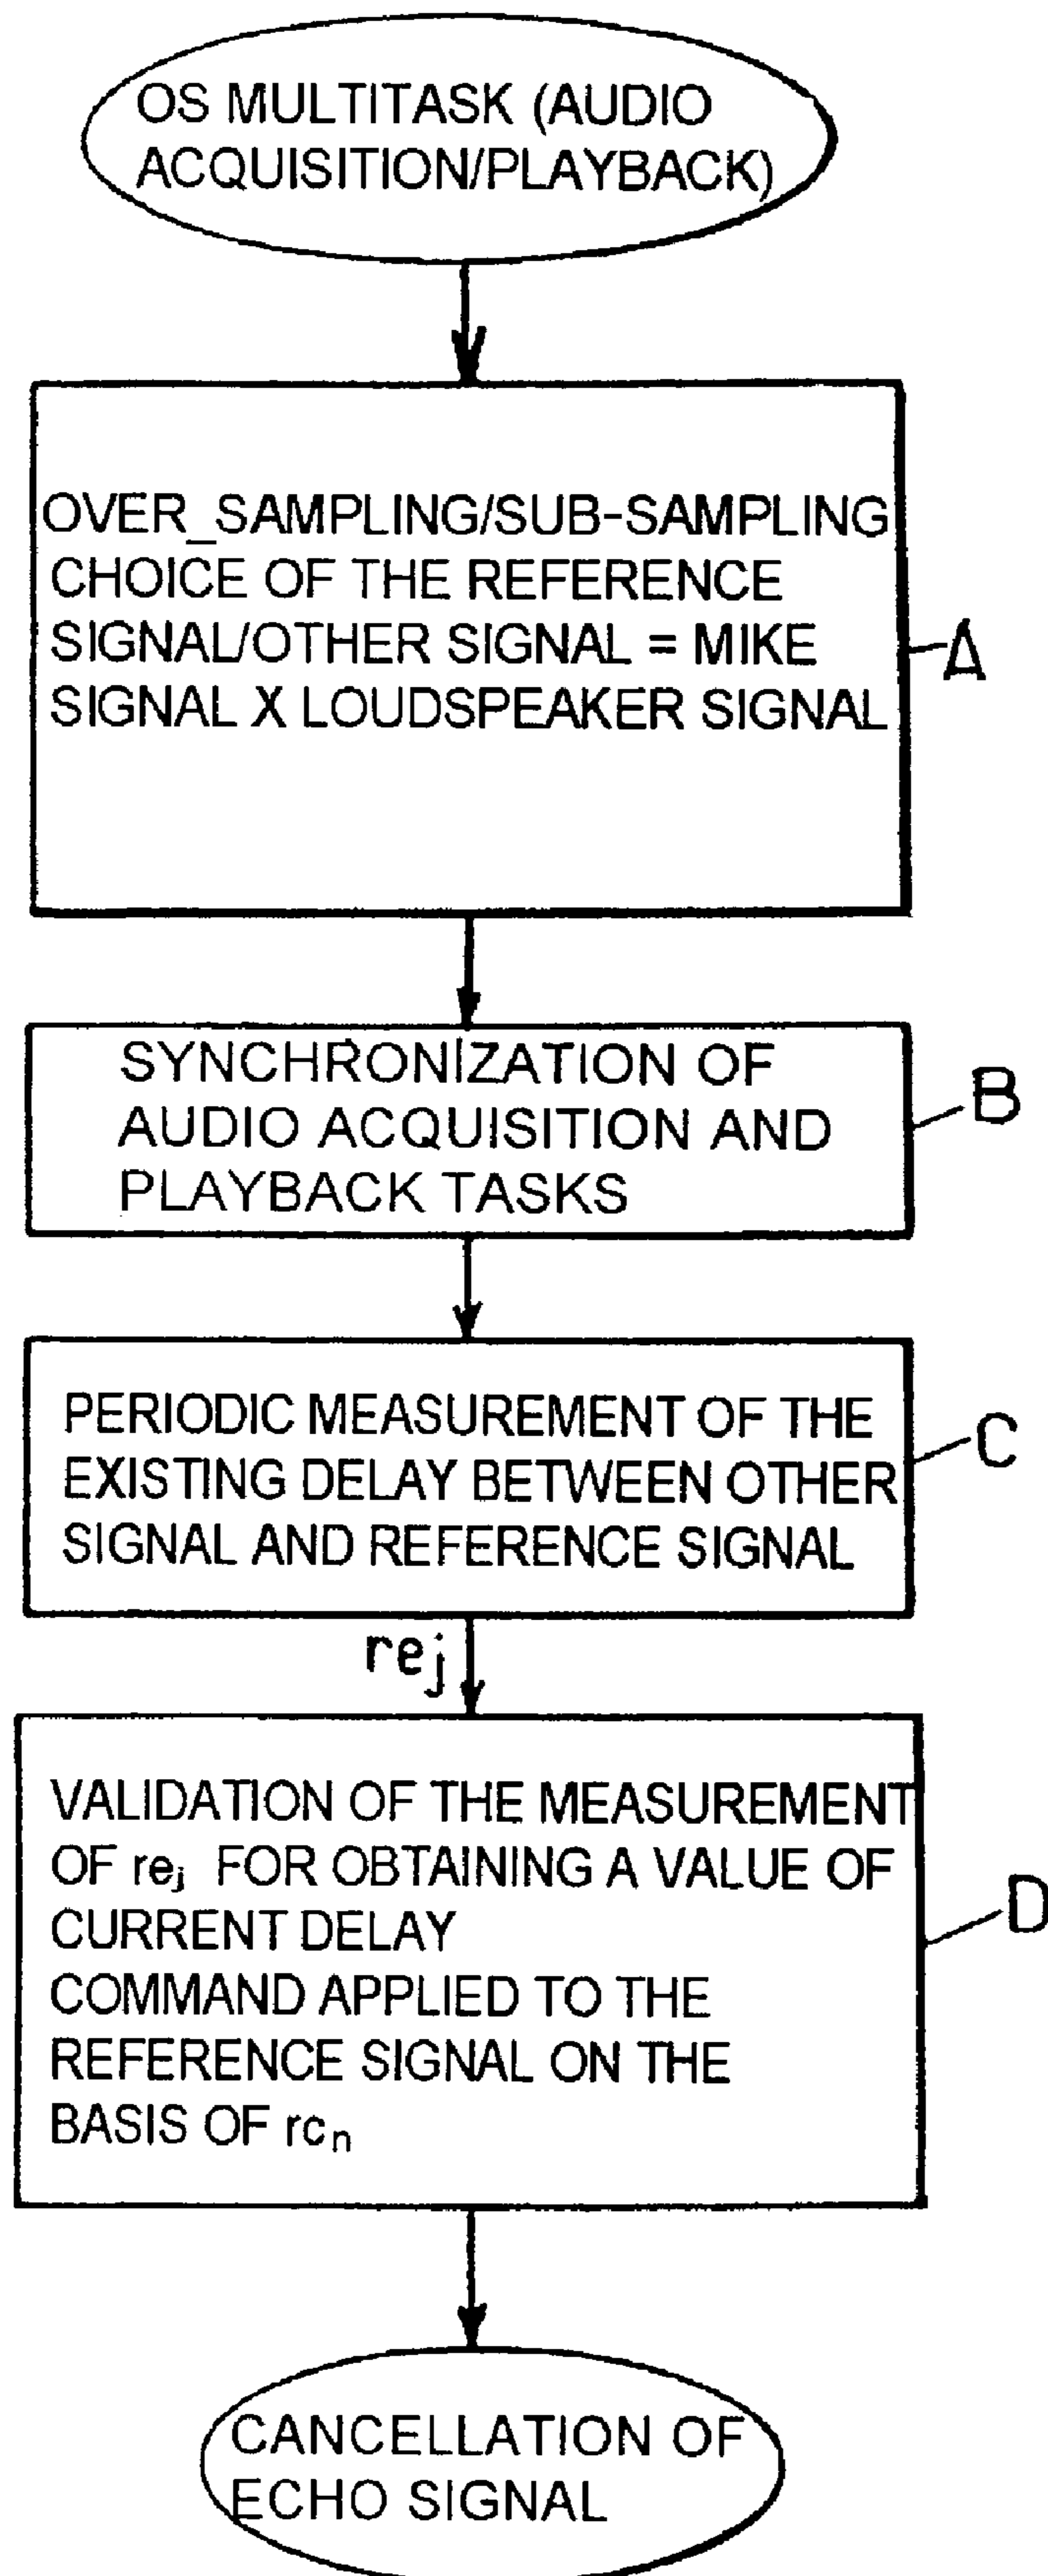 OS MULTITASK (AUDIO
ACQUISITION/PLAYBACK)
OVER_SAMPLING/SUB-SAMPLING
CHOICE OF THE REFERENCE
SIGNAL/OTHER SIGNAL = MIKE
SIGNAL X LOUDSPEAKER SIGNAL
A
SYNCHRONIZATION OF
AUDIO ACQUISITION AND
PLAYBACK TASKS
B
PERIODIC MEASUREMENT OF THE
EXISTING DELAY BETWEEN OTHER
SIGNAL AND REFERENCE SIGNAL
C
rej
VALIDATION OF THE MEASUREMENT
OF rej FOR OBTAINING A VALUE OF
CURRENT DELAY
COMMAND APPLIED TO THE
REFERENCE SIGNAL ON THE
BASIS OF rcn
D
CANCELLATION OF
ECHO SIGNAL